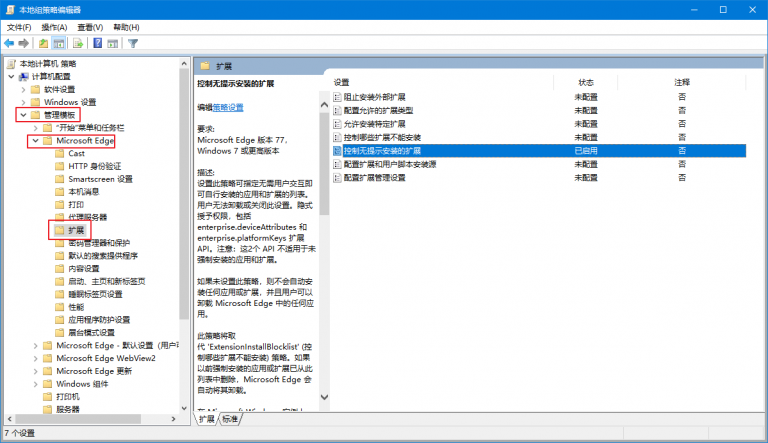 本地组策略编辑器
文件(F) 操作(A) 查看(V) 帮助(H)
本地计算机 策略
计算机配置
软件设置
Windows 设置
管理模板
"开始"菜单和任务栏
Microsoft Edge
Cast
HTTP 身份验证
Smartscreen 设置
本机消息
打印
代理服务器
扩展
密码管理器和保护
默认的搜索提供程序
内容设置
启动、主页和新标签页
睡眠标签页设置
性能
应用程序防护设置
展台模式设置
Microsoft Edge - 默认设置（用户可
Microsoft Edge WebView2
Microsoft Edge 更新
Windows 组件
打印机
服务器
扩展
控制无提示安装的扩展
编辑策略设置
要求:
Microsoft Edge 版本 77，
Windows 7 或更高版本
描述:
设置此策略可指定无需用户交互即
可自行安装的应用和扩展的列表。
用户无法卸载或关闭此设置。隐式
授予权限，包括
enterprise.deviceAttributes 和
enterprise.platformKeys 扩展
API。注意：这2个 API 不适用于未
强制安装的应用和扩展。
如果未设置此策略，则不会自动安
装任何应用或扩展，并且用户可以
卸载 Microsoft Edge 中的任何应
用。
此策略将取
代 'ExtensionInstallBlocklist' (控
制哪些扩展不能安装) 策略。如果
以前强制安装的应用或扩展已从此
列表中删除，Microsoft Edge 会
自动将其卸载。
设置 状态 注释
阻止安装外部扩展 未配置 否
配置允许的扩展类型 未配置 否
允许安装特定扩展 未配置 否
控制哪些扩展不能安装 未配置 否
控制无提示安装的扩展 已启用 否
配置扩展和用户脚本安装源 未配置 否
配置扩展管理设置 未配置 否
扩展 标准
7 个设置